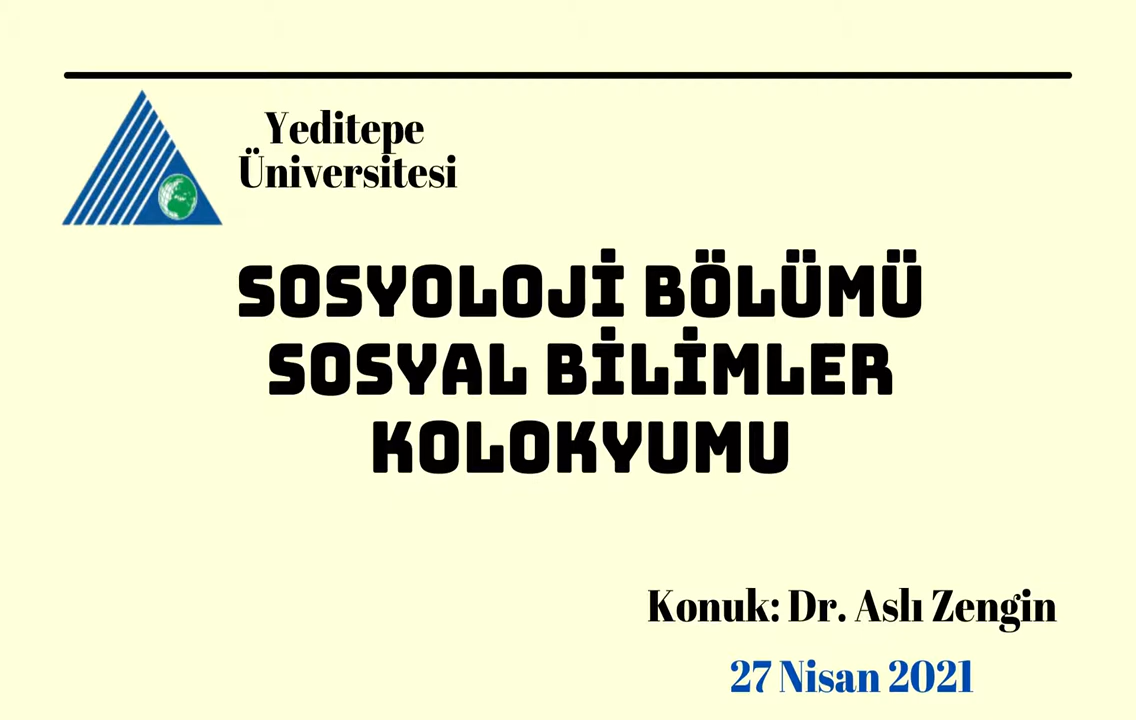 Yeditepe
Üniversitesi
SOSYOLOJİ BÖLÜMÜ
SOSYAL BİLİMLER
KOLOKYUMU
Konuk: Dr. Aslı Zengin
27 Nisan 2021